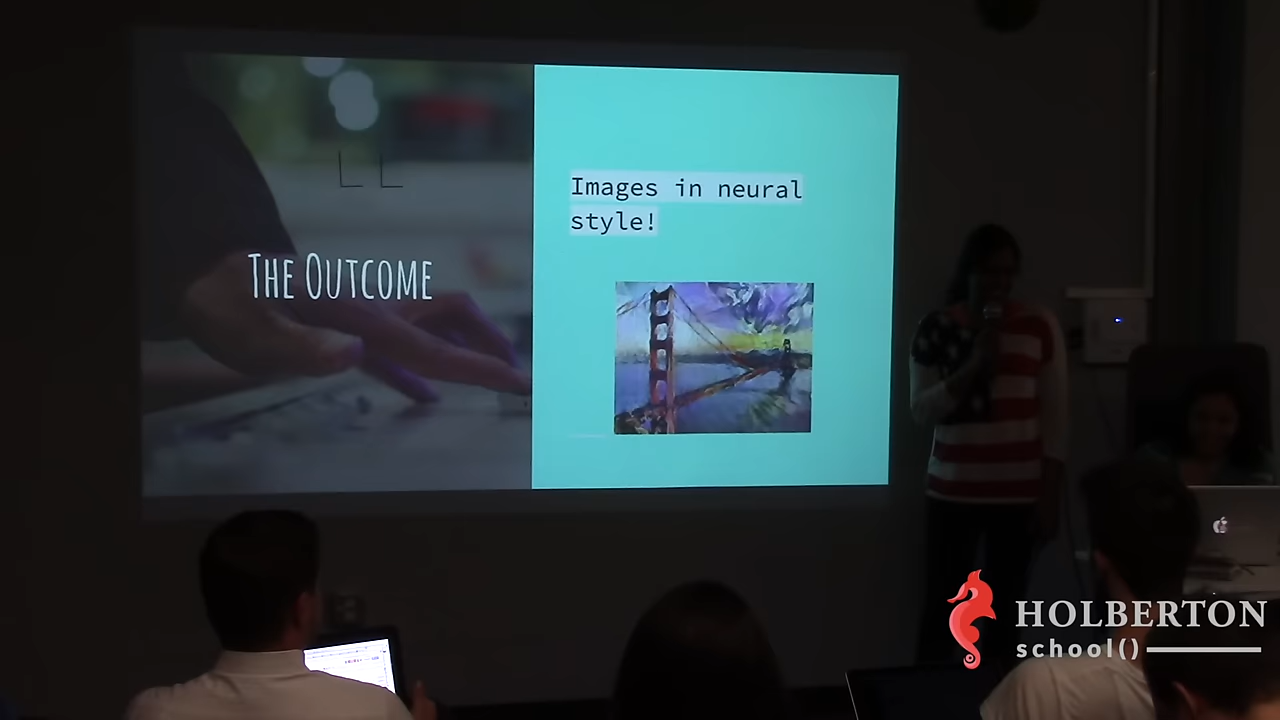 THE OUTCOME
Images in neural
style!
HOLBERTON
school()